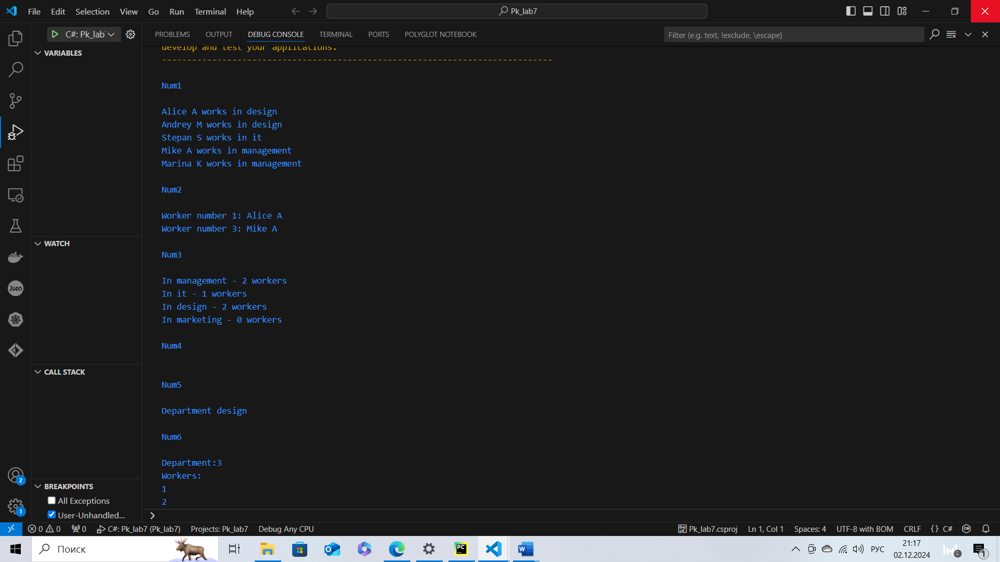 File Edit Selection View Go Run Terminal Help
Pk_lab7
C#: Pk_lab
PROBLEMS OUTPUT DEBUG CONSOLE TERMINAL PORTS POLYGLOT NOTEBOOK
Filter (e.g. text, !exclude, \escape)
VARIABLES
WATCH
CALL STACK
BREAKPOINTS
All Exceptions
User-Unhandled...
develop and test your applications.
------------------------------------------------------------------------------
Num1
Alice A works in design
Andrey M works in design
Stepan S works in it
Mike A works in management
Marina K works in management
Num2
Worker number 1: Alice A
Worker number 3: Mike A
Num3
In management - 2 workers
In it - 1 workers
In design - 2 workers
In marketing - 0 workers
Num4
Num5
Department design
Num6
Department:3
Workers:
1
2
Json
2
1
0 0 0 C#: Pk_lab7 (Pk_lab7) Projects: Pk_lab7 Debug Any CPU
Pk_lab7.csproj Ln 1, Col 1 Spaces: 4 UTF-8 with BOM CRLF {} C#
Поиск
PC
W
РУС
21:17
02.12.2024
2
1